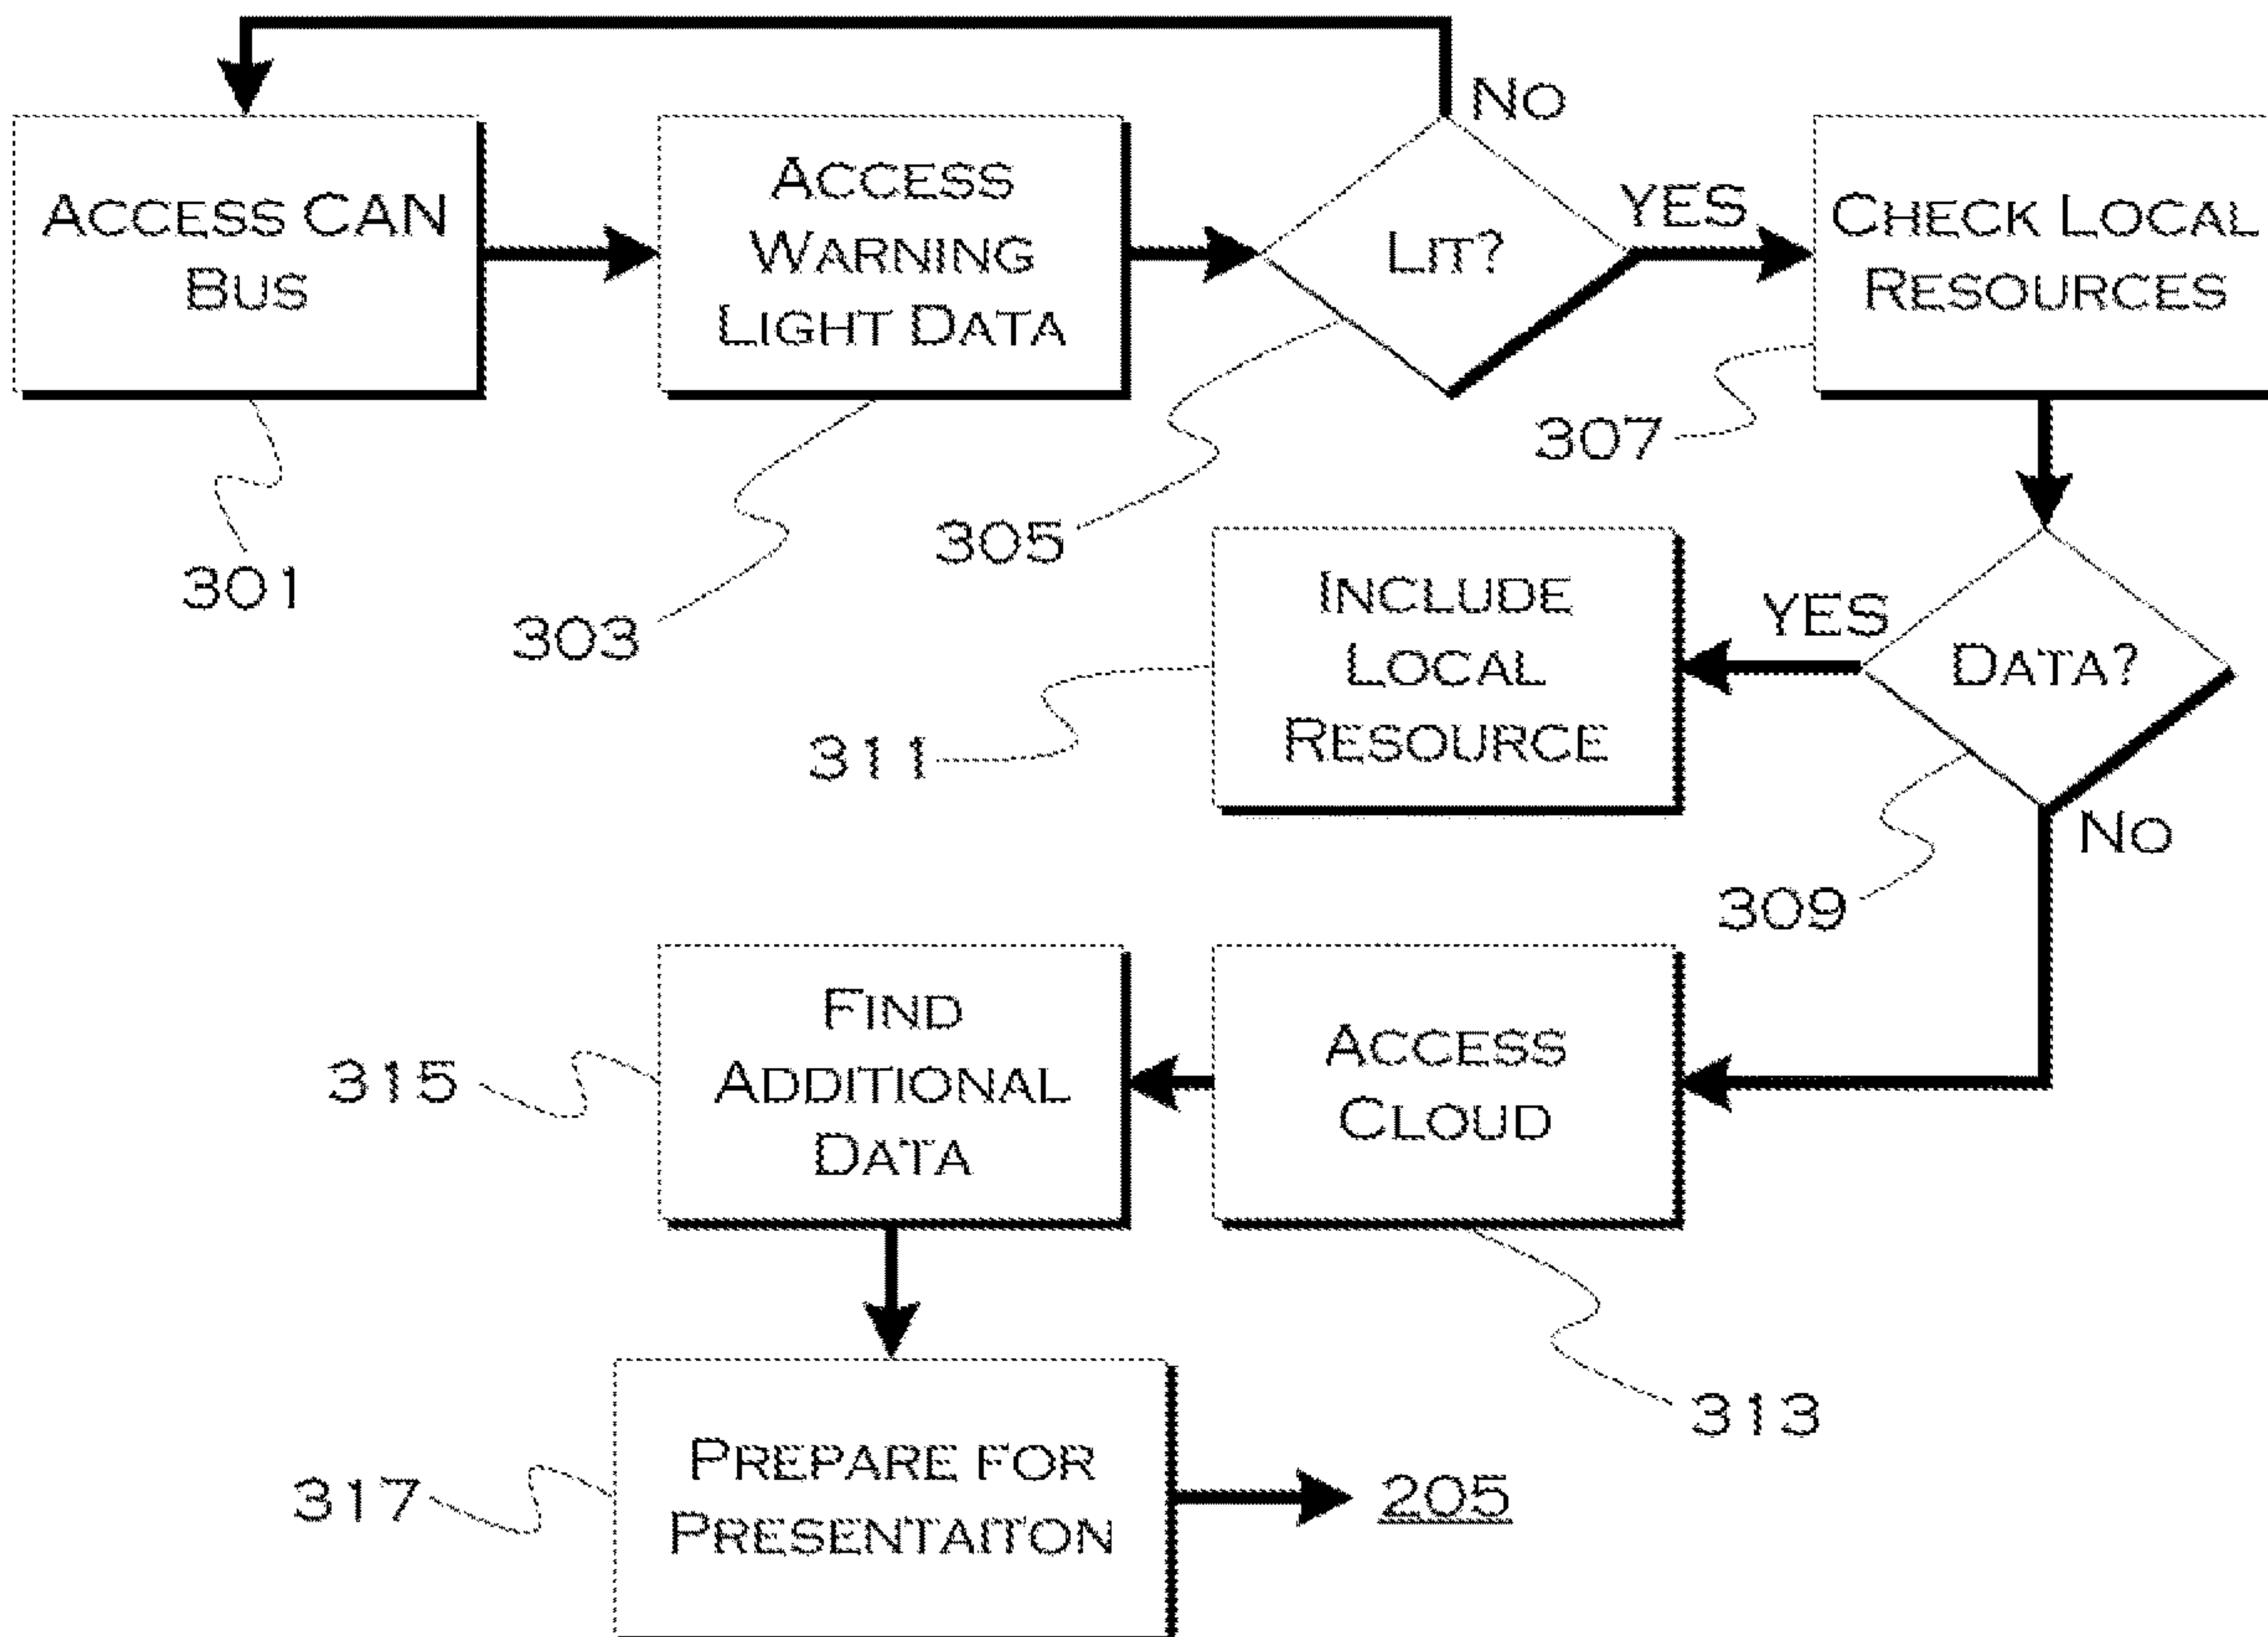 NO
ACCESS CAN
BUS
ACCESS
WARNING
LIGHT DATA
LIT?
YES
CHECK LOCAL
RESOURCES
301
303
305
307
INCLUDE
LOCAL
RESOURCE
YES
DATA?
311
NO
309
FIND
ADDITIONAL
DATA
315
ACCESS
CLOUD
313
PREPARE FOR
PRESENTAITON
317
205